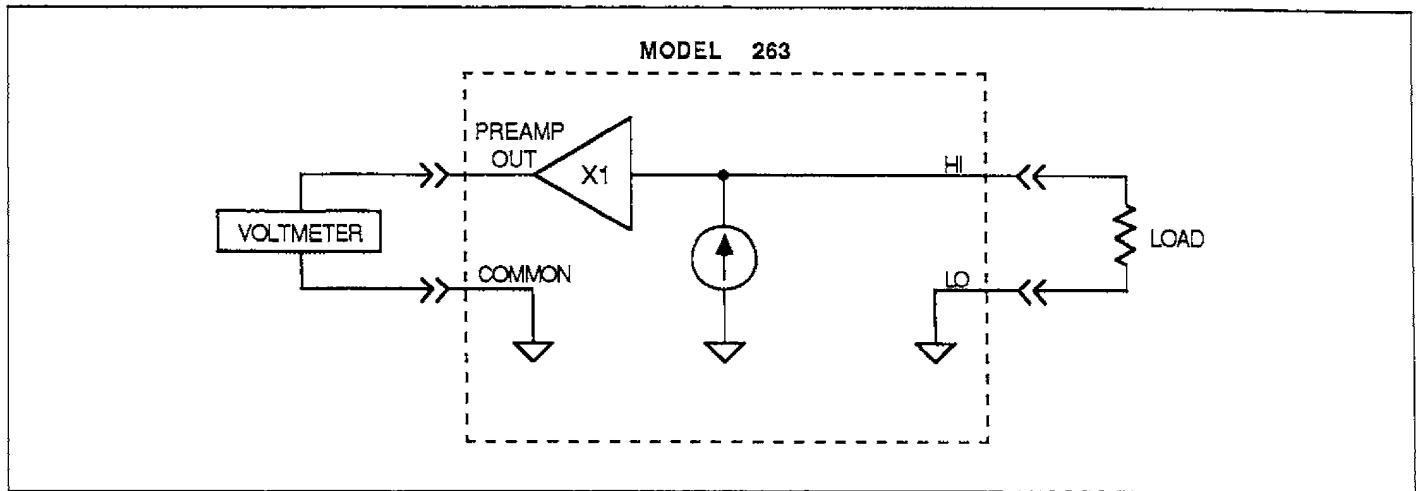 MODEL 263
PREAMP
OUT
X1
HI
VOLTMETER
LOAD
COMMON
LO